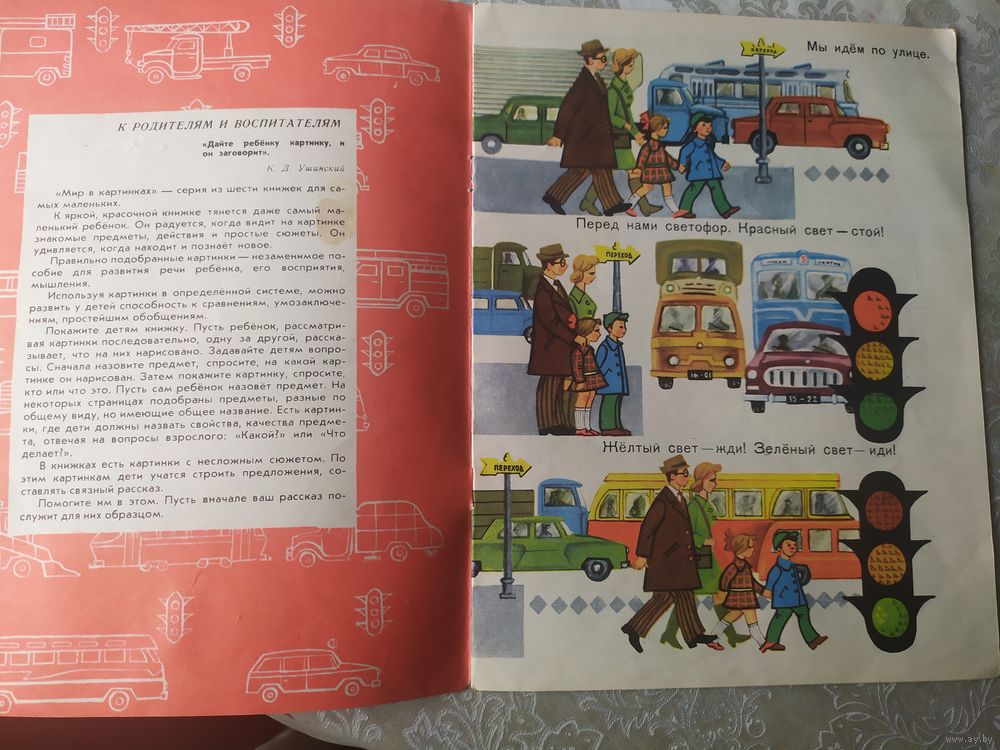 К РОДИТЕЛЯМ И ВОСПИТАТЕЛЯМ
«Дайте ребёнку картинку, и
он заговорит».
К. Д. Ушинский
«Мир в картинках» — серия из шести книжек для са-
мых маленьких.
К яркой, красочной книжке тянется даже самый ма-
ленький ребёнок. Он радуется, когда видит на картинке
знакомые предметы, действия и простые сюжеты. Он
удивляется, когда находит и познаёт новое.
Правильно подобранные картинки — незаменимое по-
собие для развития речи ребёнка, его восприятия,
мышления.
Используя картинки в определённой системе, можно
развить у детей способность к сравнениям, умозаключе-
ниям, простейшим обобщениям.
Покажите детям книжку. Пусть ребёнок, рассматри-
вая картинки последовательно, одну за другой, расска-
зывает, что на них нарисовано. Задавайте детям вопро-
сы. Сначала назовите предмет, спросите, на какой кар-
тинке он нарисован. Затем покажите картинку, спросите,
кто или что это. Пусть сам ребёнок назовёт предмет. На
некоторых страницах подобраны предметы, разные по
общему виду, но имеющие общее название. Есть картин-
ки, где дети должны назвать свойства, качества предме-
та, отвечая на вопросы взрослого: «Какой?» или «Что
делает?».
В книжках есть картинки с несложным сюжетом. По
этим картинкам дети учатся строить предложения, со-
ставлять связный рассказ.
Помогите им в этом. Пусть вначале ваш рассказ по-
служит для них образцом.
ПЕРЕХОД
Мы идём по улице.
Перед нами светофор. Красный свет — стой!
ПЕРЕХОД
5
16-01
35-22
Жёлтый свет — жди! Зелёный свет — иди!
ПЕРЕХОД
www.ay.by